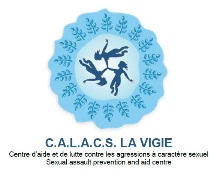 C.A.L.A.C.S. LA VIGIE
Centre d'aide et de lutte contre les agressions à caractère sexuel
Sexual assault prevention and aid centre